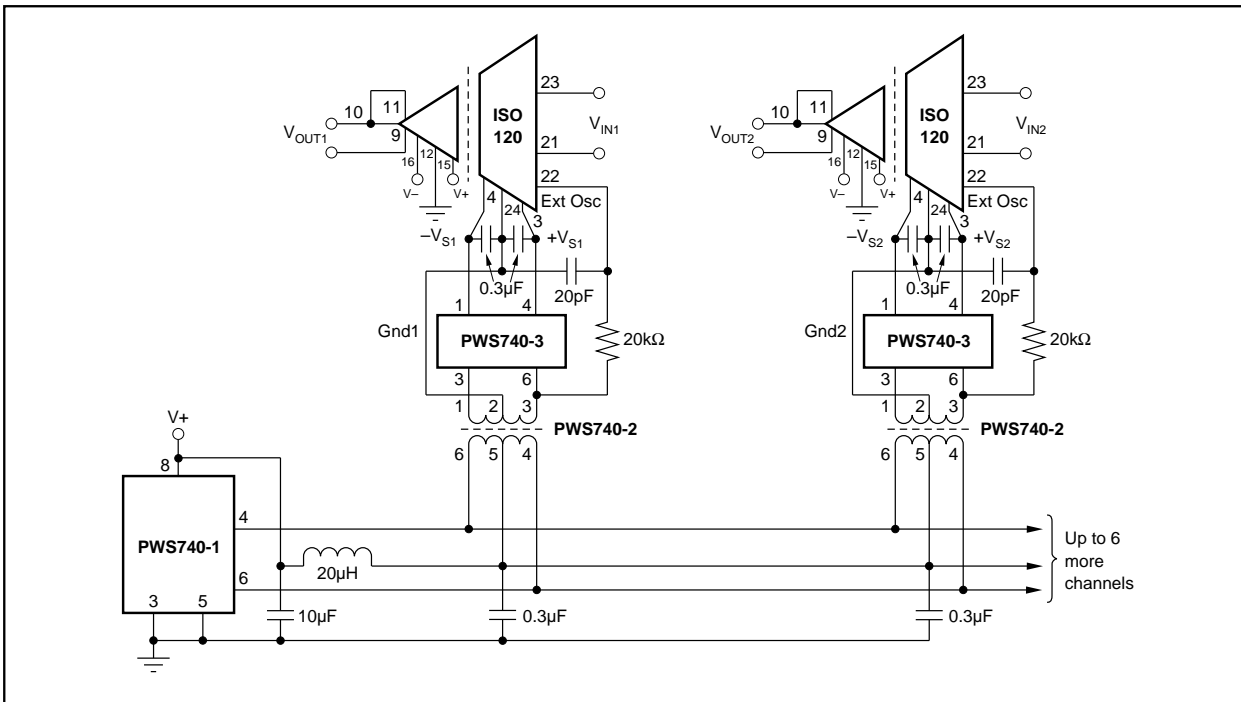 ISO
120
23
21
22
V_IN1
11
10
9
V_OUT1
16
12
15
V–
V+
4
24
3
Ext Osc
–V_S1
+V_S1
0.3µF
20pF
1
4
Gnd1
PWS740-3
20kΩ
3
6
1
2
3
PWS740-2
6
5
4
ISO
120
23
21
22
V_IN2
11
10
9
V_OUT2
16
12
15
V–
V+
4
24
3
Ext Osc
–V_S2
+V_S2
0.3µF
20pF
1
4
Gnd2
PWS740-3
20kΩ
3
6
1
2
3
PWS740-2
6
5
4
V+
8
PWS740-1
4
6
3
5
20µH
10µF
0.3µF
0.3µF
Up to 6
more
channels